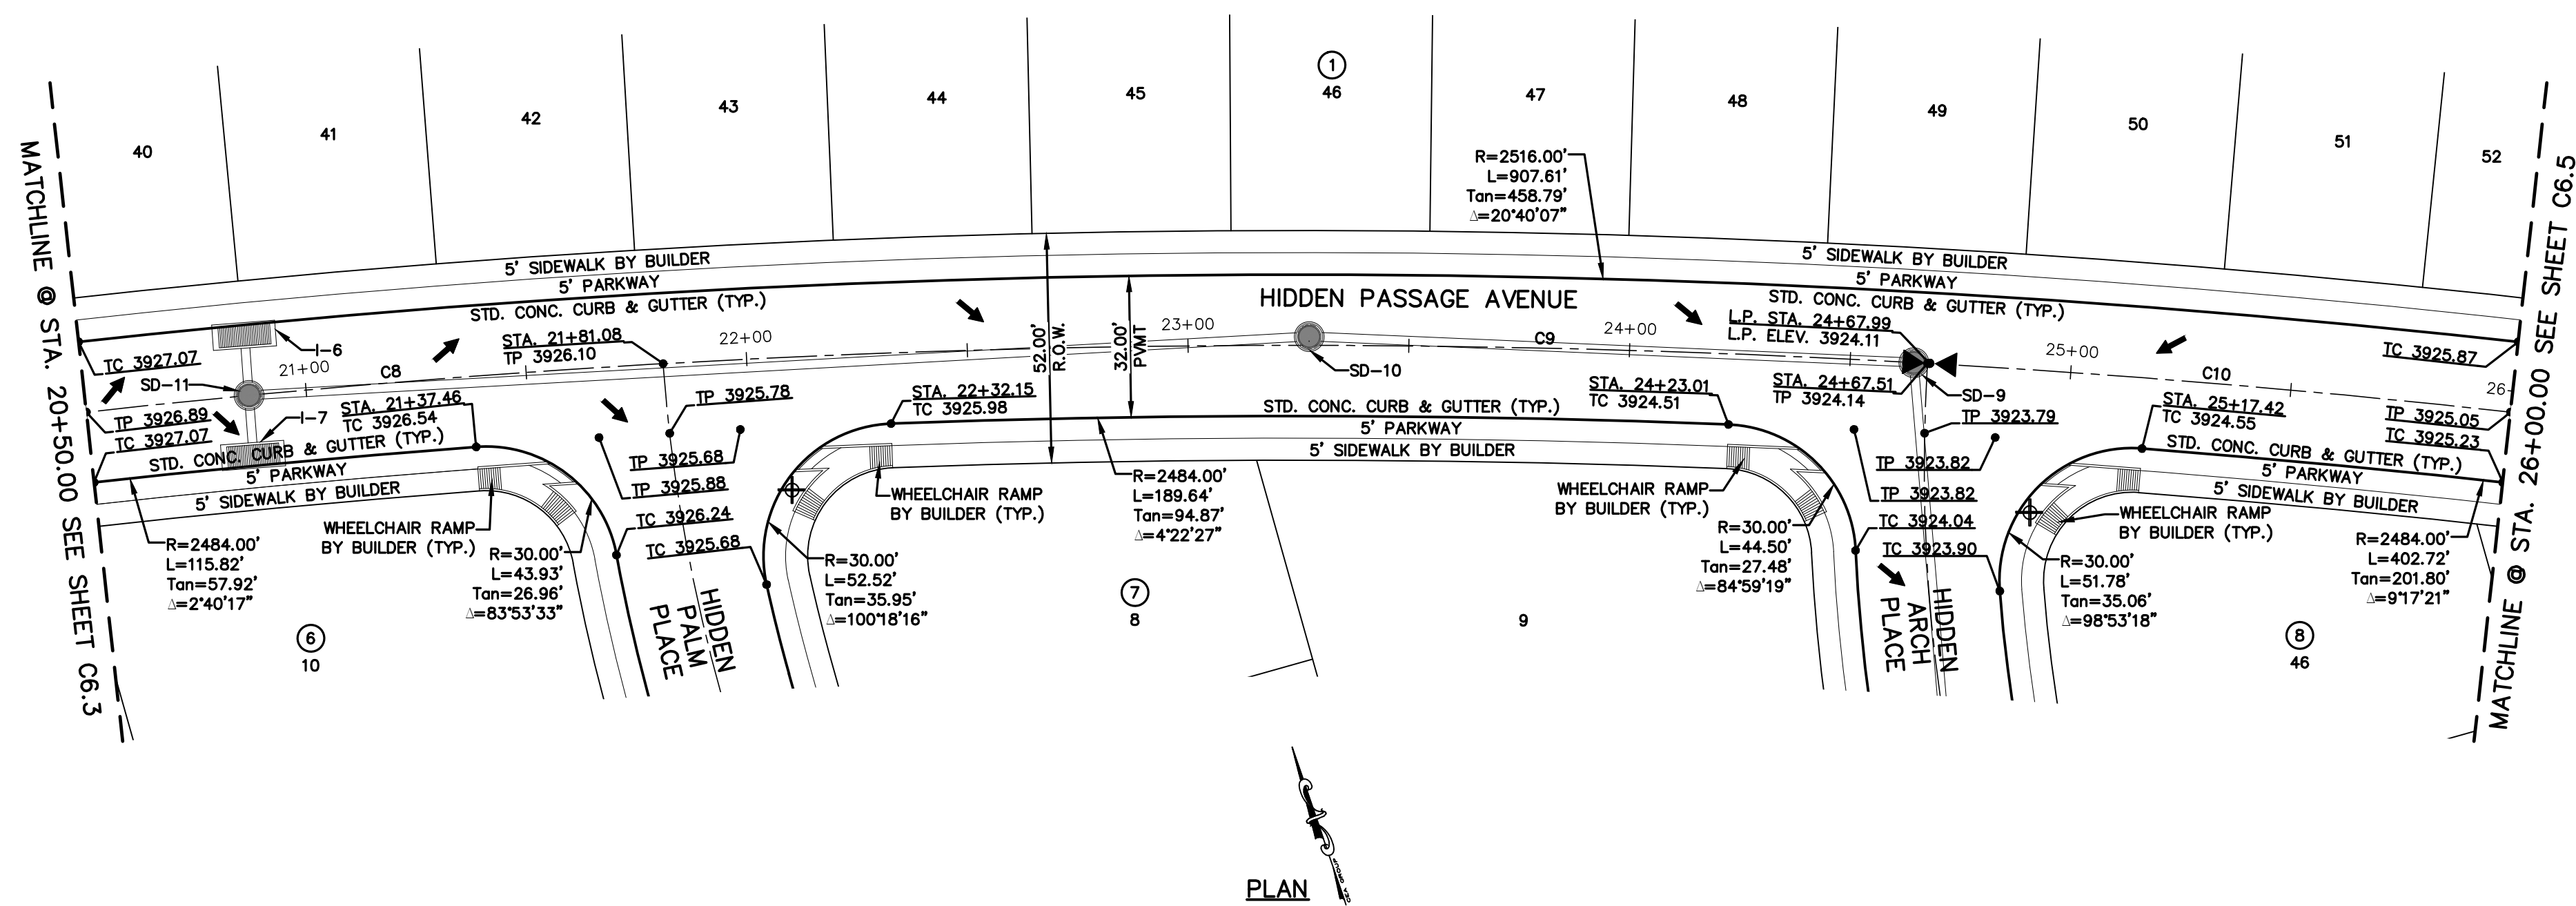 40
41
42
43
44
45
1
46
47
48
49
50
51
52
MATCHLINE @ STA. 20+50.00 SEE SHEET C6.3
MATCHLINE @ STA. 26+00.00 SEE SHEET C6.5
R=2516.00'
L=907.61'
Tan=458.79'
Δ=20°40'07"
5' SIDEWALK BY BUILDER
5' PARKWAY
STD. CONC. CURB & GUTTER (TYP.)
HIDDEN PASSAGE AVENUE
5' SIDEWALK BY BUILDER
5' PARKWAY
STD. CONC. CURB & GUTTER (TYP.)
52.00'
R.O.W.
32.00'
PVMT
TC 3927.07
I-6
SD-11
21+00
C8
STA. 21+81.08
TP 3926.10
22+00
23+00
SD-10
C9
24+00
L.P. STA. 24+67.99
L.P. ELEV. 3924.11
25+00
C10
TC 3925.87
26
TP 3926.89
TC 3927.07
I-7
STA. 21+37.46
TC 3926.54
TP 3925.78
STA. 22+32.15
TC 3925.98
STA. 24+23.01
TC 3924.51
STA. 24+67.51
TP 3924.14
SD-9
TP 3923.79
STA. 25+17.42
TC 3924.55
TP 3925.05
TC 3925.23
STD. CONC. CURB & GUTTER (TYP.)
5' PARKWAY
5' SIDEWALK BY BUILDER
STD. CONC. CURB & GUTTER (TYP.)
5' PARKWAY
5' SIDEWALK BY BUILDER
STD. CONC. CURB & GUTTER (TYP.)
5' PARKWAY
5' SIDEWALK BY BUILDER
TP 3925.68
TP 3925.88
TC 3926.24
TC 3925.68
TP 3923.82
TP 3923.82
TC 3924.04
TC 3923.90
WHEELCHAIR RAMP
BY BUILDER (TYP.)
WHEELCHAIR RAMP
BY BUILDER (TYP.)
WHEELCHAIR RAMP
BY BUILDER (TYP.)
WHEELCHAIR RAMP
BY BUILDER (TYP.)
R=2484.00'
L=115.82'
Tan=57.92'
Δ=2°40'17"
R=30.00'
L=43.93'
Tan=26.96'
Δ=83°53'33"
R=30.00'
L=52.52'
Tan=35.95'
Δ=100°18'16"
R=2484.00'
L=189.64'
Tan=94.87'
Δ=4°22'27"
R=30.00'
L=44.50'
Tan=27.48'
Δ=84°59'19"
R=30.00'
L=51.78'
Tan=35.06'
Δ=98°53'18"
R=2484.00'
L=402.72'
Tan=201.80'
Δ=9°17'21"
HIDDEN
PALM
PLACE
HIDDEN
ARCH
PLACE
6
10
7
8
9
8
46
CEA GROUP
PLAN